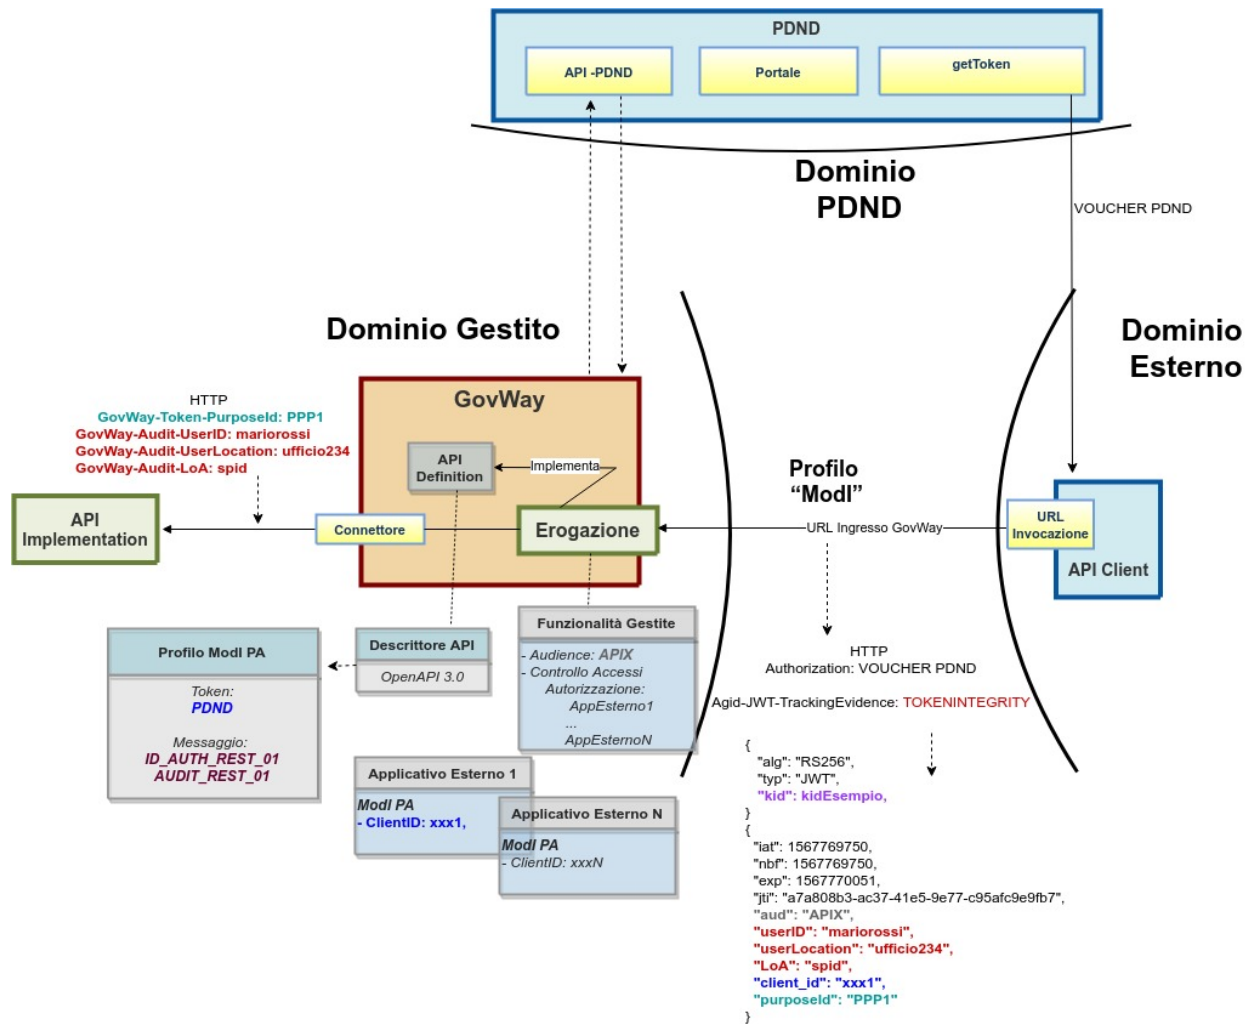 PDND
API -PDND
Portale
getToken
Dominio
PDND
VOUCHER PDND
Dominio Gestito
Dominio
Esterno
HTTP
GovWay-Token-PurposeId: PPP1
GovWay-Audit-UserID: mariorossi
GovWay-Audit-UserLocation: ufficio234
GovWay-Audit-LoA: spid
GovWay
API
Definition
Implementa
Profilo
“ModI”
API
Implementation
Connettore
Erogazione
URL Ingresso GovWay
URL
Invocazione
API Client
Profilo ModI PA
Token:
PDND
Messaggio:
ID_AUTH_REST_01
AUDIT_REST_01
Descrittore API
OpenAPI 3.0
Funzionalità Gestite
- Audience: APIX
- Controllo Accessi
Autorizzazione:
AppEsterno1
...
AppEsternoN
Applicativo Esterno 1
ModI PA
- ClientID: xxx1,
Applicativo Esterno N
ModI PA
- ClientID: xxxN
HTTP
Authorization: VOUCHER PDND
Agid-JWT-TrackingEvidence: TOKENINTEGRITY
{
"alg": "RS256",
"typ": "JWT",
"kid": kidEsempio,
}
{
"iat": 1567769750,
"nbf": 1567769750,
"exp": 1567770051,
"jti": "a7a808b3-ac37-41e5-9e77-c95afc9e9fb7",
"aud": "APIX",
"userID": "mariorossi",
"userLocation": "ufficio234",
"LoA": "spid",
"client_id": "xxx1",
"purposeId": "PPP1"
}